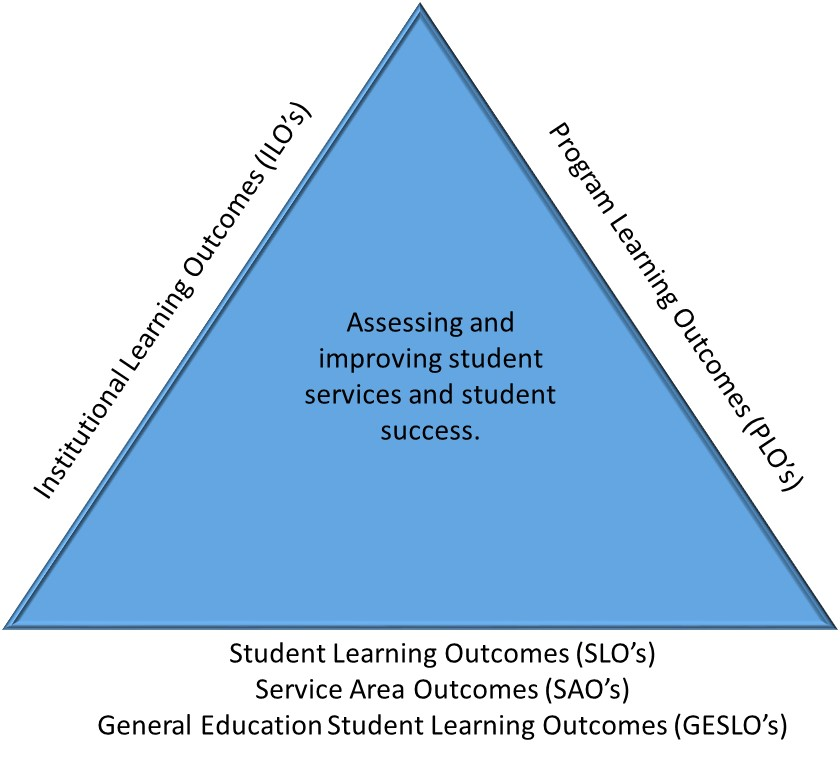 Institutional Learning Outcomes (ILO’s)
Program Learning Outcomes (PLO’s)
Assessing and
improving student
services and student
success.
Student Learning Outcomes (SLO’s)
Service Area Outcomes (SAO’s)
General Education Student Learning Outcomes (GESLO’s)